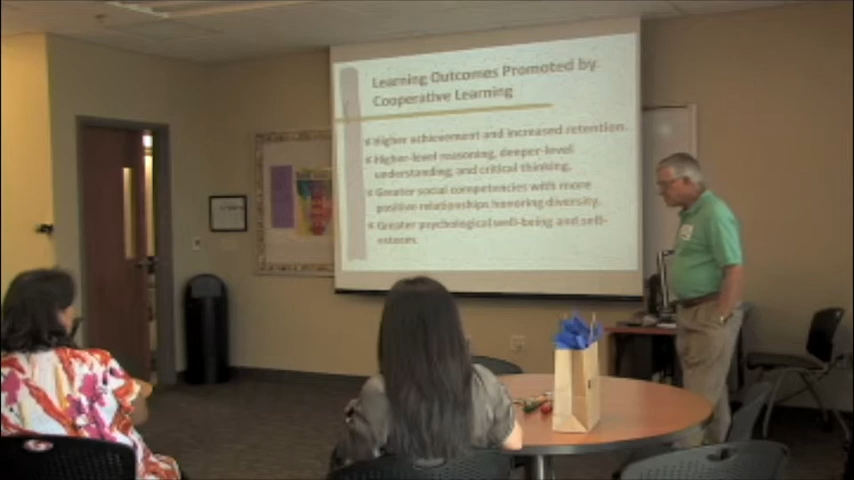 Learning Outcomes Promoted by
Cooperative Learning
Higher achievement and increased retention.
Higher-level reasoning, deeper-level
understanding, and critical thinking.
Greater social competencies with more
positive relationships honoring diversity.
Greater psychological well-being and self-
esteem.